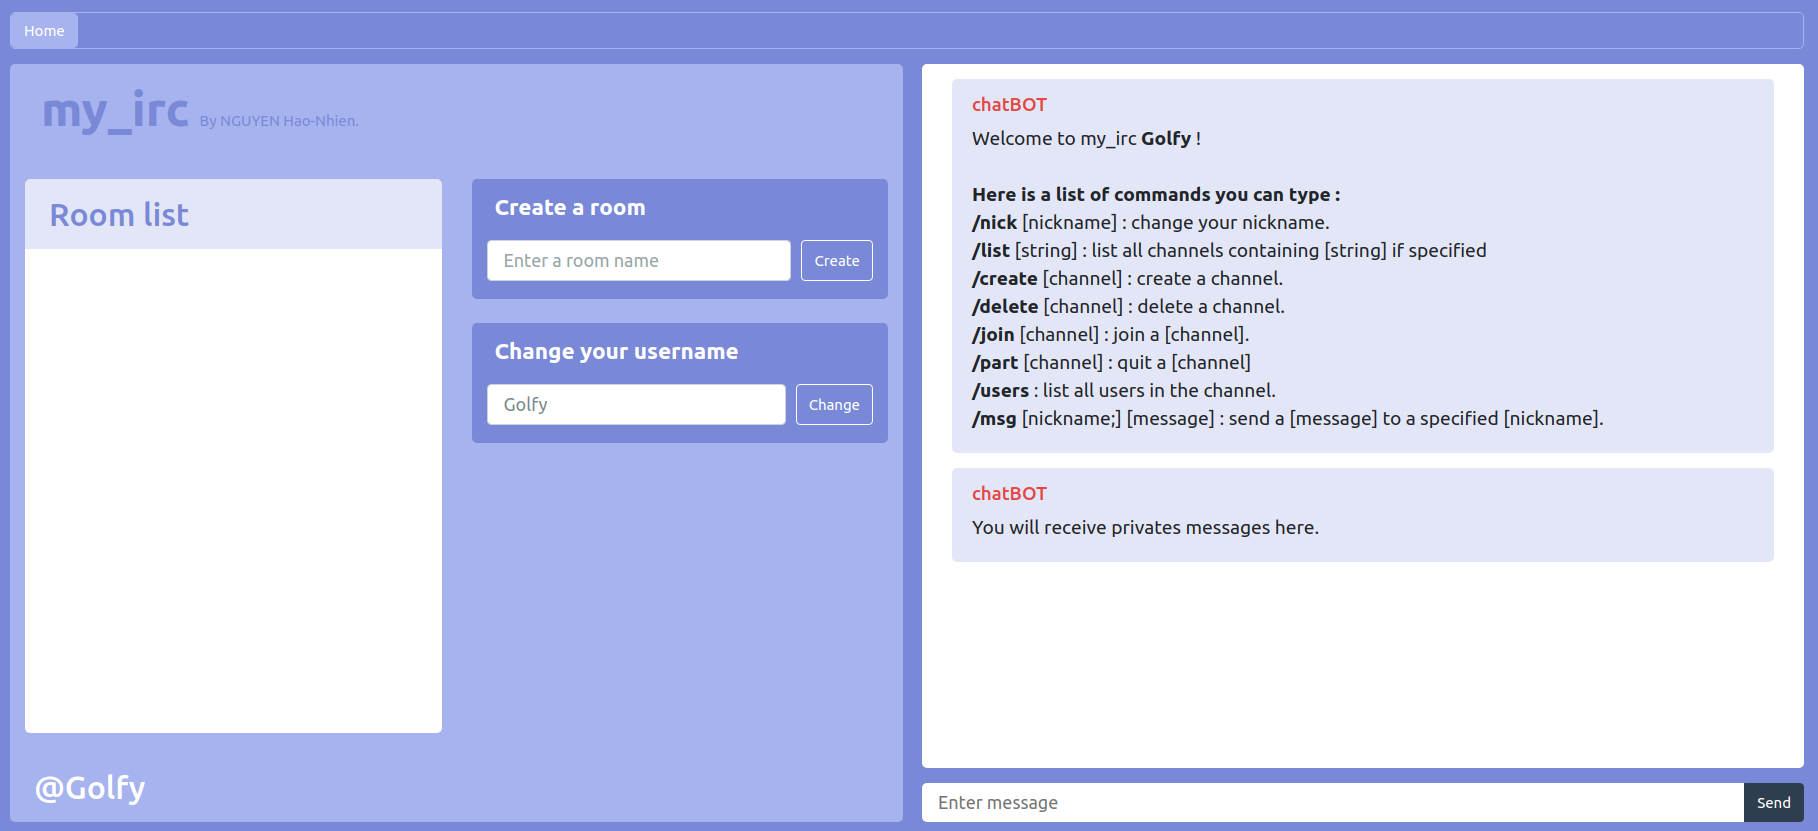 Home
my_irc By NGUYEN Hao-Nhien.
Room list
Create a room
Enter a room name
Create
Change your username
Golfy
Change
@Golfy
chatBOT
Welcome to my_irc Golfy !
Here is a list of commands you can type :
/nick [nickname] : change your nickname.
/list [string] : list all channels containing [string] if specified
/create [channel] : create a channel.
/delete [channel] : delete a channel.
/join [channel] : join a [channel].
/part [channel] : quit a [channel]
/users : list all users in the channel.
/msg [nickname;] [message] : send a [message] to a specified [nickname].
chatBOT
You will receive privates messages here.
Enter message
Send